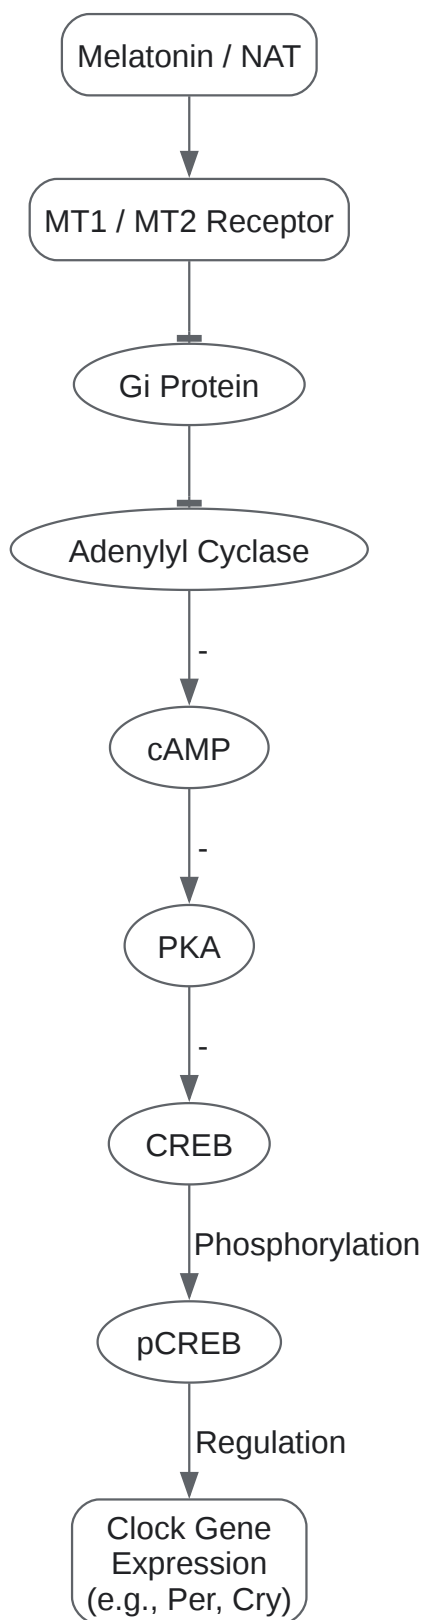 Melatonin / NAT
MT1 / MT2 Receptor
Gi Protein
Adenylyl Cyclase
-
cAMP
-
PKA
-
CREB
Phosphorylation
pCREB
Regulation
Clock Gene
Expression
(e.g., Per, Cry)